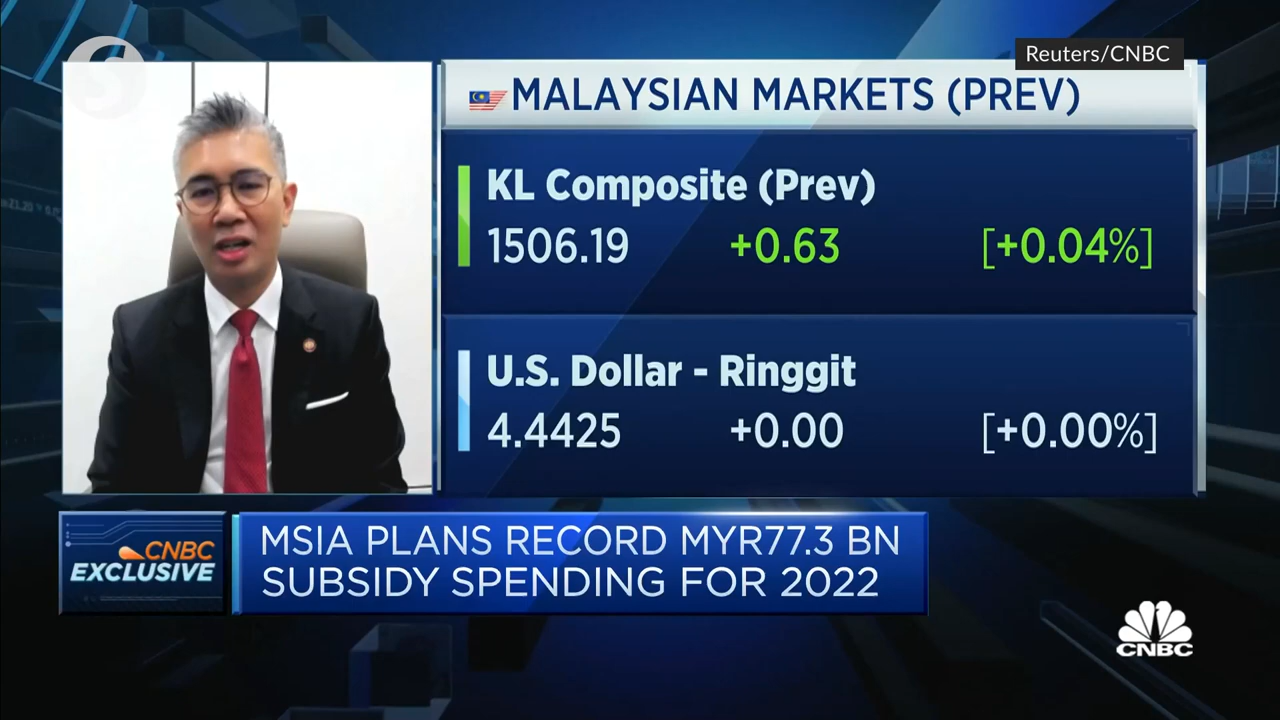 Reuters/CNBC
MALAYSIAN MARKETS (PREV)
KL Composite (Prev)
1506.19 +0.63 [+0.04%]
U.S. Dollar - Ringgit
4.4425 +0.00 [+0.00%]
CNBC
EXCLUSIVE
MSIA PLANS RECORD MYR77.3 BN
SUBSIDY SPENDING FOR 2022
CNBC